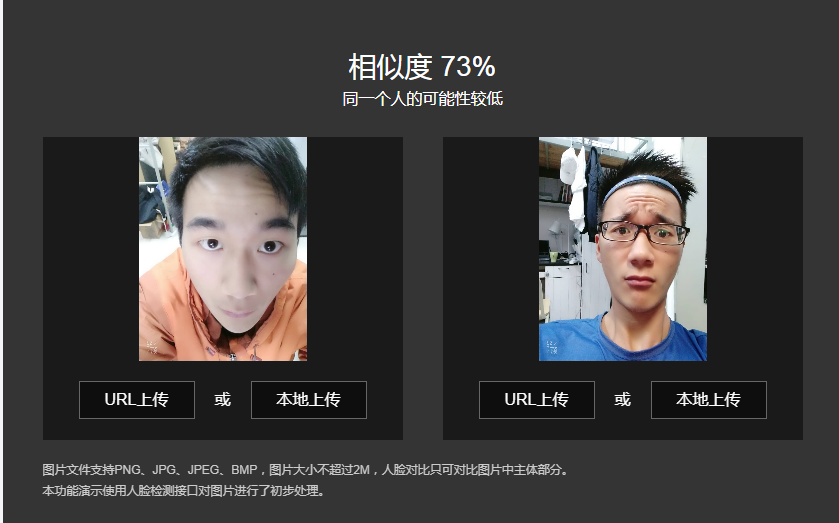 相似度 73%
同一个人的可能性较低
URL上传 或 本地上传 URL上传 或 本地上传
图片文件支持PNG、JPG、JPEG、BMP，图片大小不超过2M，人脸对比只可对比图片中主体部分。
本功能演示使用人脸检测接口对图片进行了初步处理。